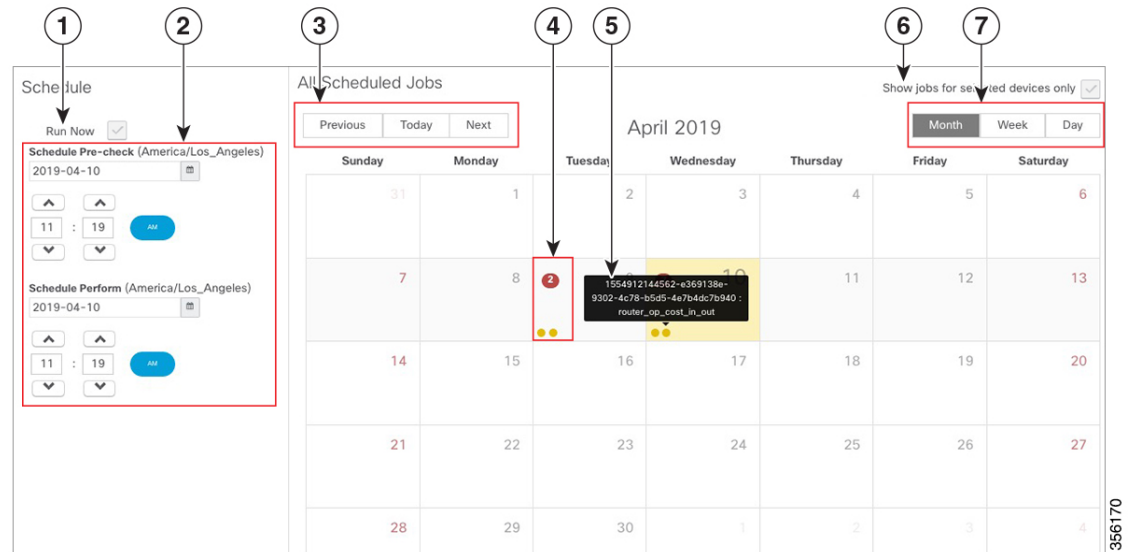 1 2 3 4 5 6 7
Schedule
All Scheduled Jobs
Show jobs for selected devices only
Run Now
Previous Today Next
April 2019
Month Week Day
Schedule Pre-check (America/Los_Angeles)
2019-04-10
11 : 19 AM
Schedule Perform (America/Los_Angeles)
2019-04-10
11 : 19 AM
Sunday Monday Tuesday Wednesday Thursday Friday Saturday
31 1 2 3 4 5 6
7 8 2 10 11 12 13
1554912144562-e369138e-
9302-4c78-b5d5-4e7b4dc7b940 :
router_op_cost_in_out
14 15 16 17 18 19 20
21 22 23 24 25 26 27
28 29 30 1 2 3 4
356170